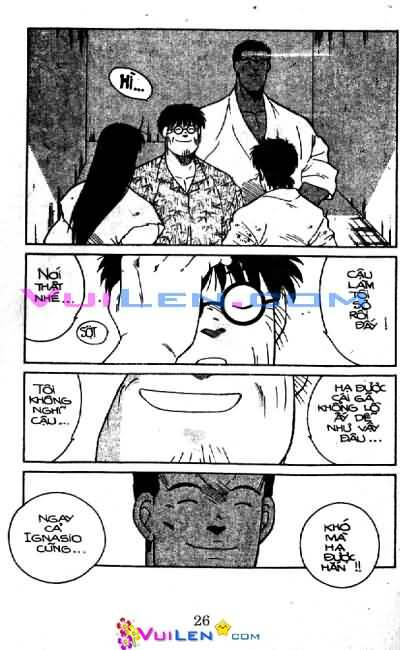 HÌ...
NÓI
THẬT
NHÉ...
CẬU LÀM
TÔI
SỢ
RỒI
ĐẤY!
VuiLen.com
SỘT
TÔI
KHÔNG
NGHĨ
CẬU...
HẠ ĐƯỢC
CÁI GÃ
KHỔNG LỒ
ẤY DỄ
NHƯ VẬY
ĐÂU...
NGAY
CẢ
IGNASIO
CŨNG...
KHÓ
MÀ
HẠ
ĐƯỢC
HẮN!!
26
VuiLen.com